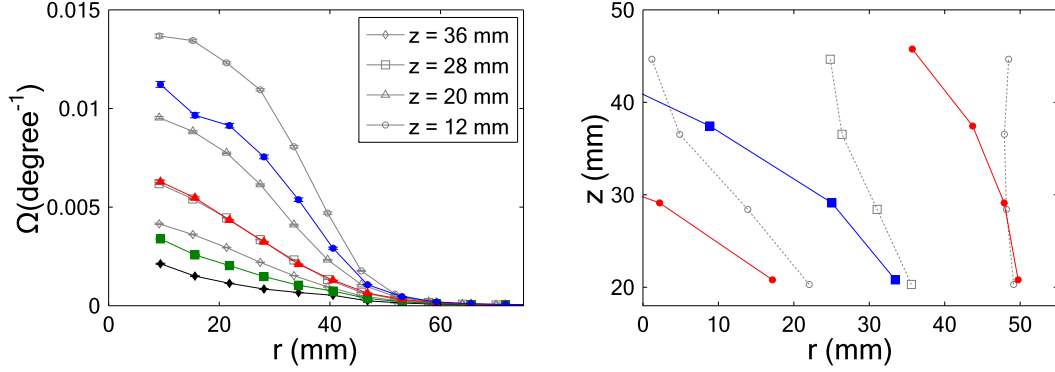 0.015
0.01
0.005
0
Ω(degree⁻¹)
0 20 40 60
r (mm)
z = 36 mm
z = 28 mm
z = 20 mm
z = 12 mm
50
40
30
20
z (mm)
0 10 20 30 40 50
r (mm)